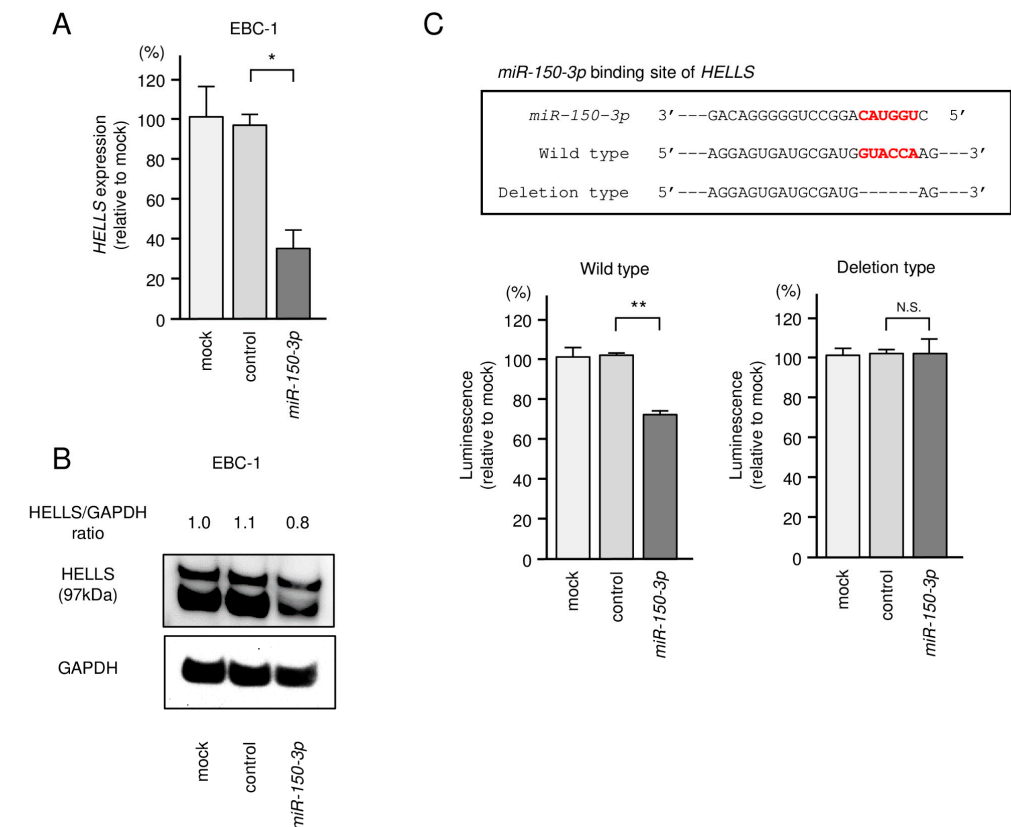 A
EBC-1
(%)
*
120
100
80
60
40
20
0
HELLS expression
(relative to mock)
mock
control
miR-150-3p
B
EBC-1
HELLS/GAPDH
ratio
1.0 1.1 0.8
HELLS
(97kDa)
GAPDH
mock
control
miR-150-3p
C
miR-150-3p binding site of HELLS
miR-150-3p 3′ ---GACAGGGGGUCCGGACAUGGUC 5′
Wild type 5′ ---AGGAGUGAUGCGAUGGUACCAAG---3′
Deletion type 5′ ---AGGAGUGAUGCGAUG------AG---3′
Wild type
(%)
**
120
100
80
60
40
20
0
Luminescence
(relative to mock)
mock
control
miR-150-3p
Deletion type
(%)
N.S.
120
100
80
60
40
20
0
Luminescence
(relative to mock)
mock
control
miR-150-3p